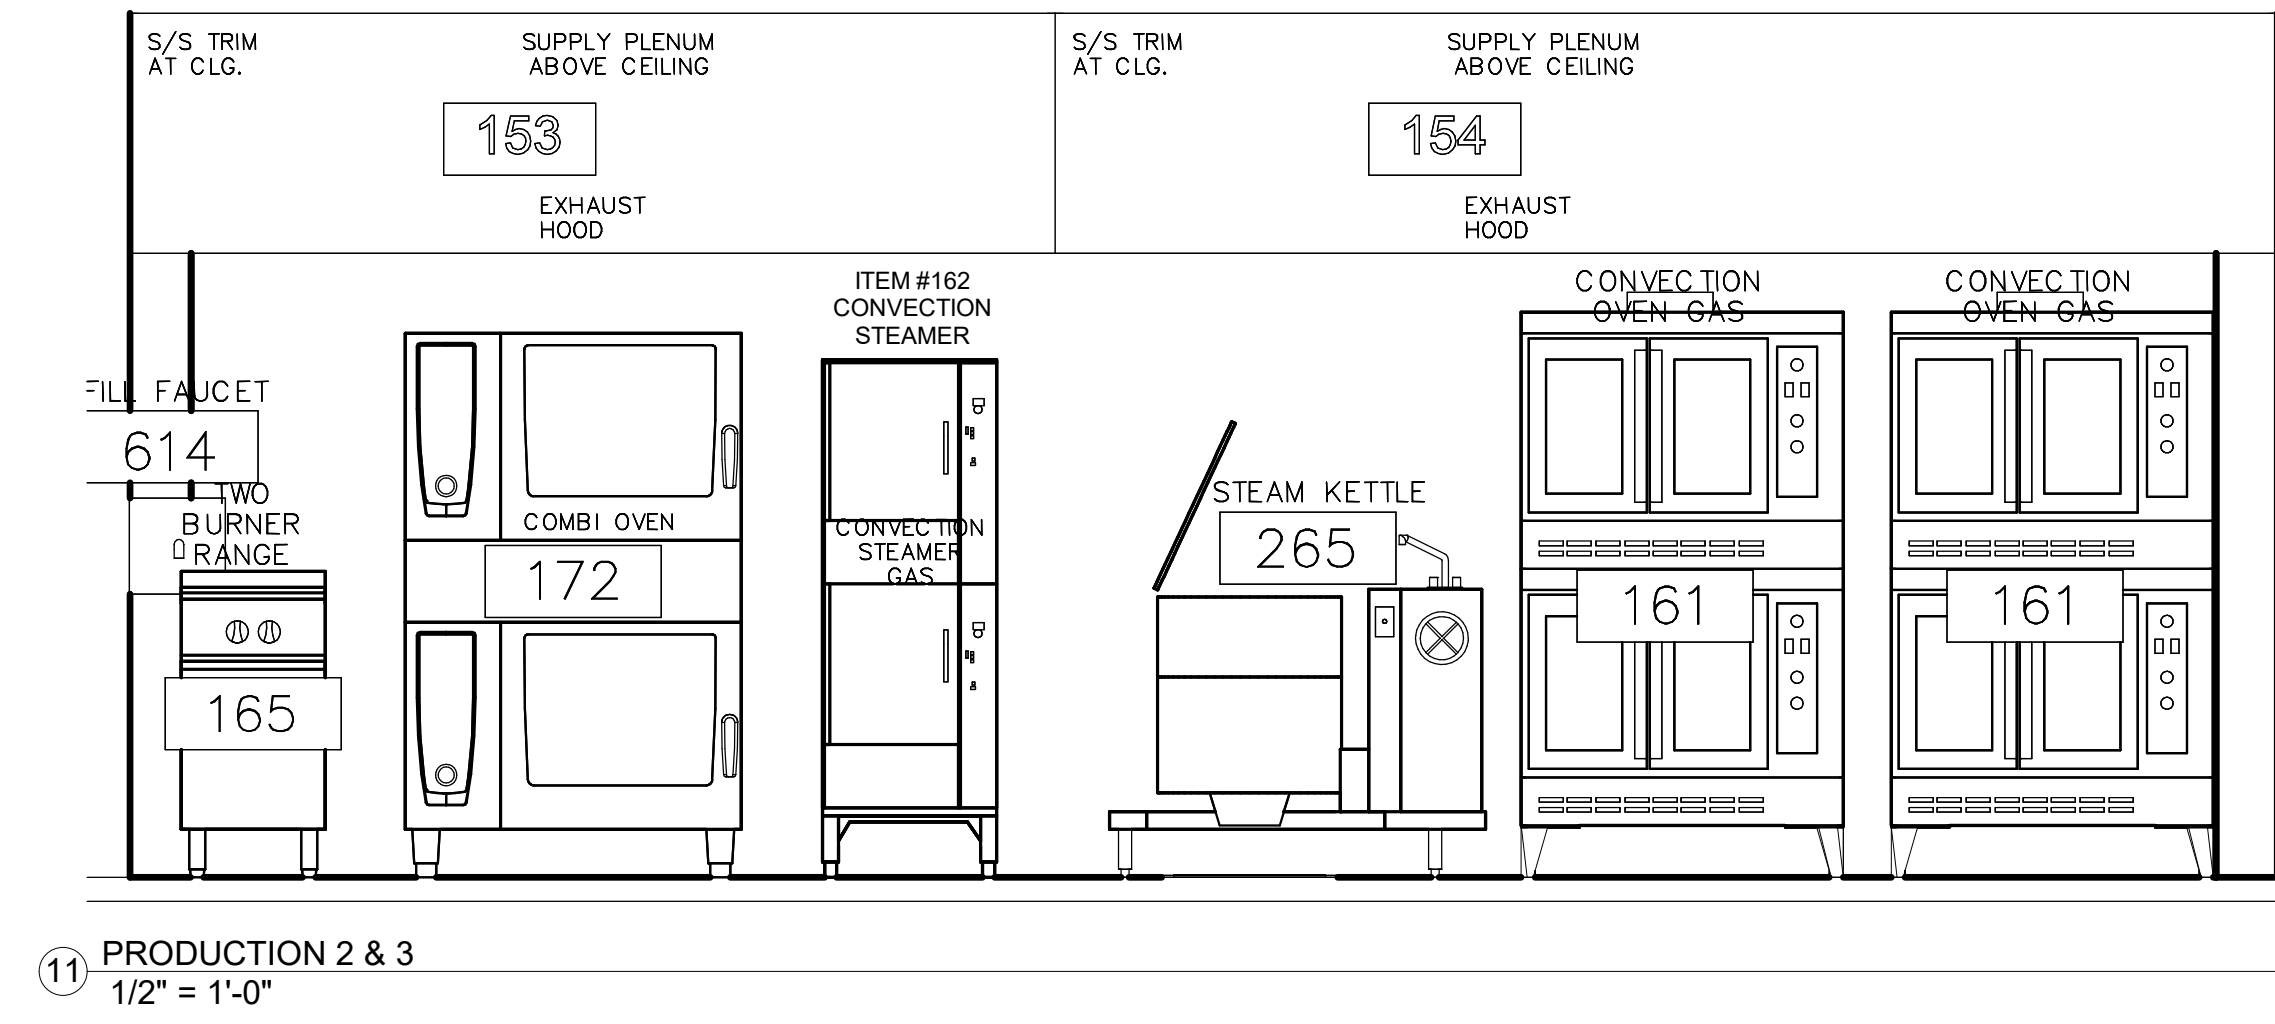 S/S TRIM
AT CLG.
SUPPLY PLENUM
ABOVE CEILING
153
EXHAUST
HOOD
S/S TRIM
AT CLG.
SUPPLY PLENUM
ABOVE CEILING
154
EXHAUST
HOOD
FILL FAUCET
614
TWO
BURNER
RANGE
165
COMBI OVEN
172
ITEM #162
CONVECTION
STEAMER
CONVECTION
STEAMER
GAS
STEAM KETTLE
265
CONVECTION
OVEN GAS
161
CONVECTION
OVEN GAS
161
11
PRODUCTION 2 & 3
1/2" = 1'-0"